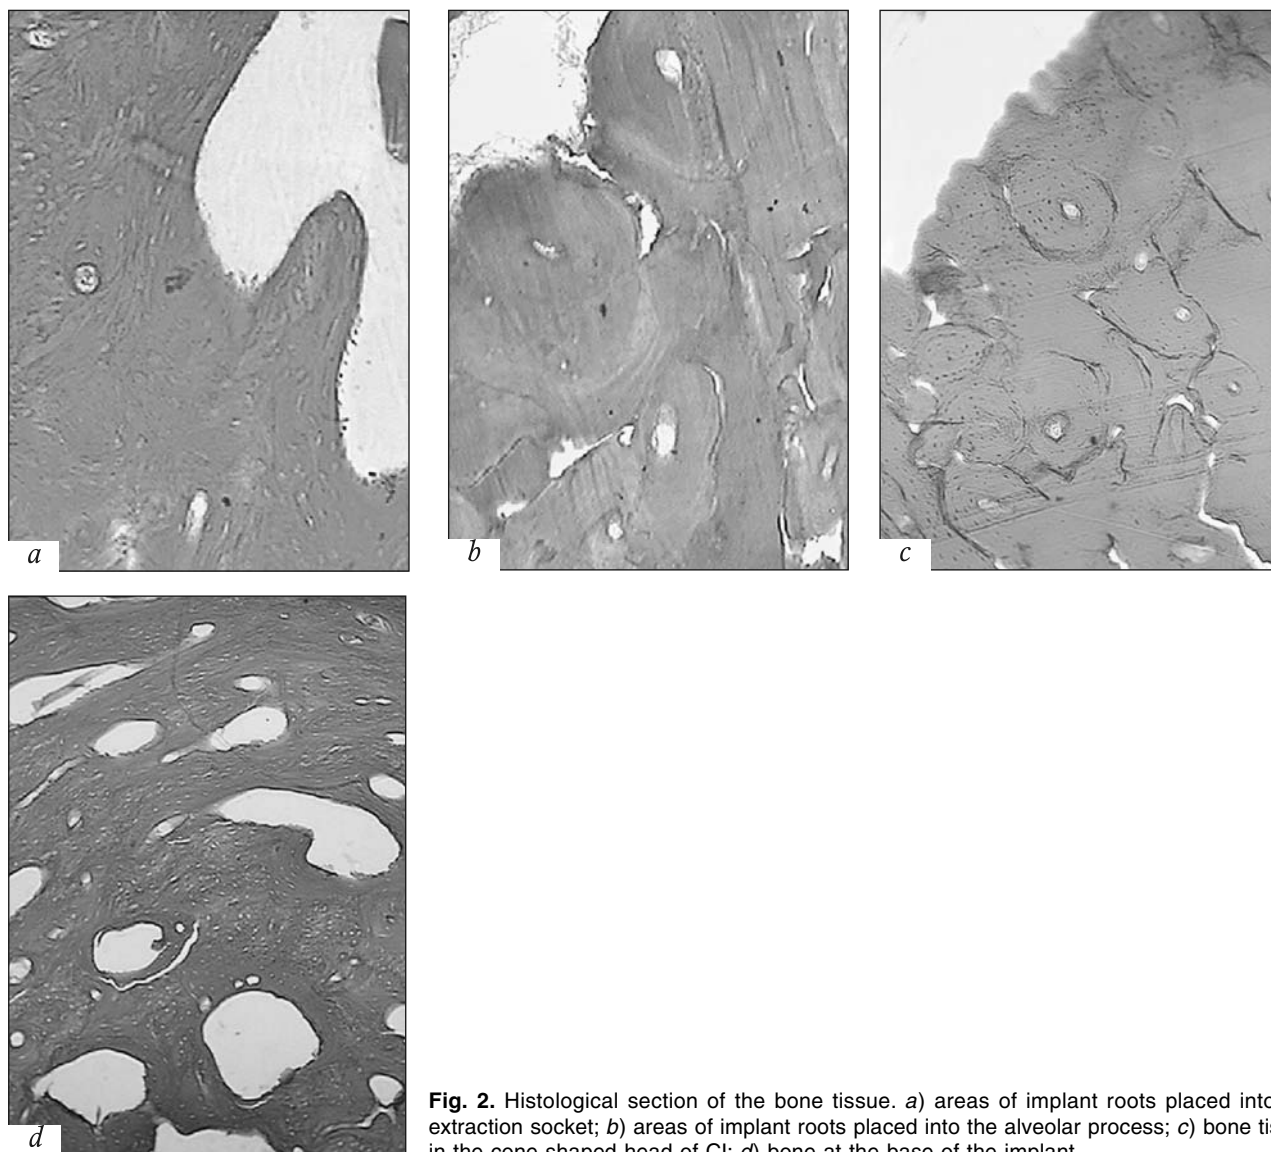 a
b
c
d
Fig. 2. Histological section of the bone tissue. a) areas of implant roots placed into
extraction socket; b) areas of implant roots placed into the alveolar process; c) bone
in the cone-shaped head of CI; d) bone at the base of the implant.